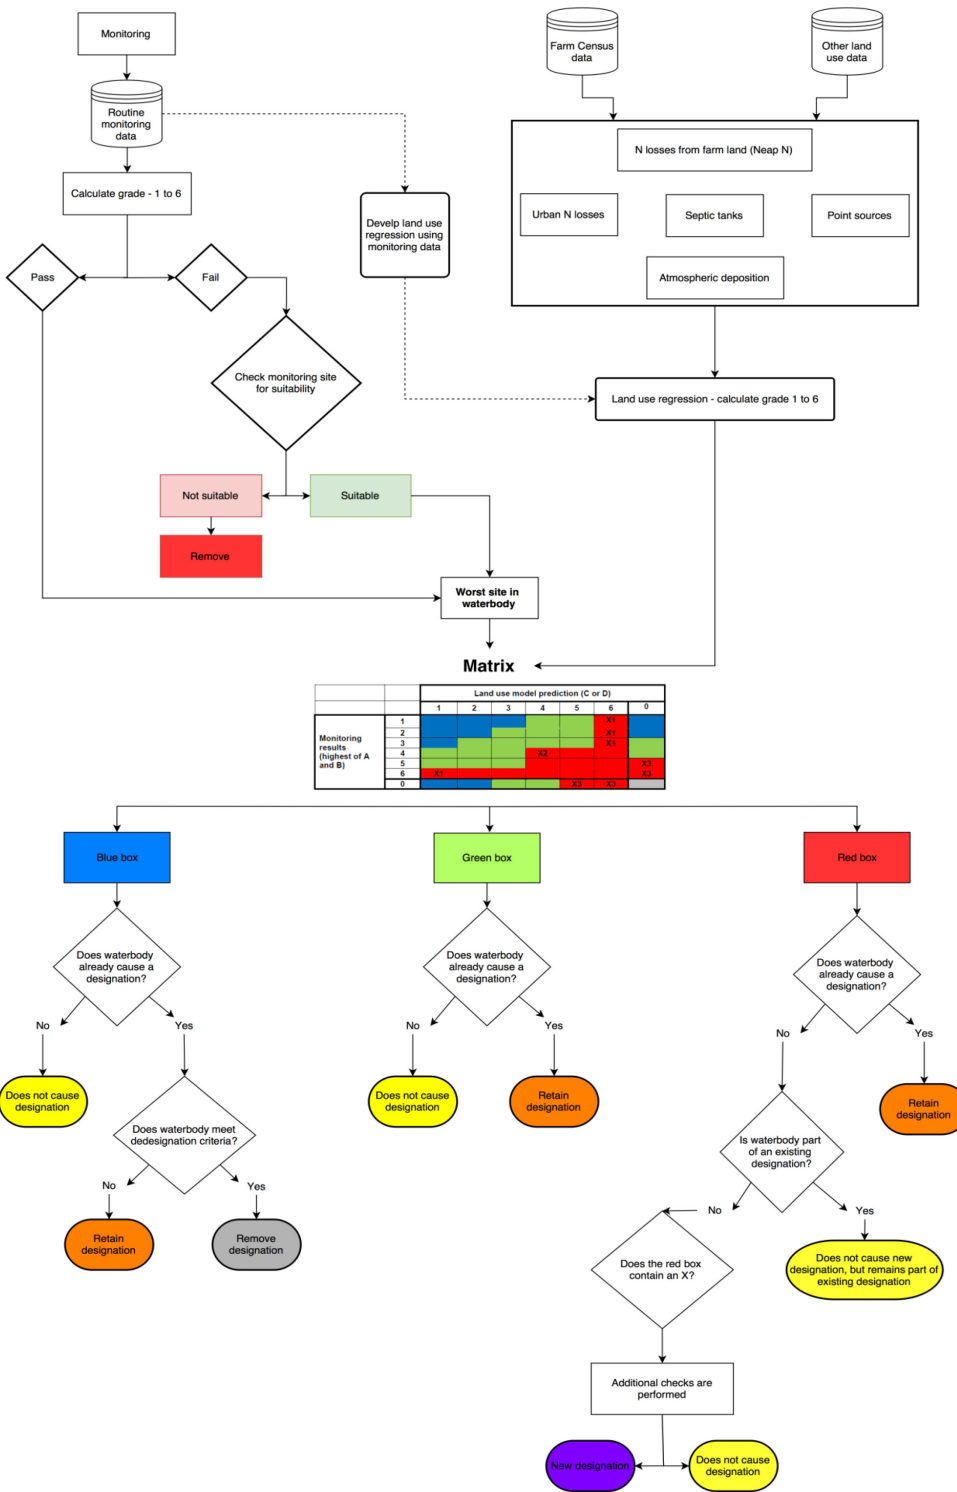 Monitoring
Farm Census
data
Other land
use data
Routine
monitoring
data
N losses from farm land (Neap N)
Calculate grade - 1 to 6
Urban N losses
Septic tanks
Point sources
Develp land use
regression using
monitoring data
Pass
Fail
Atmospheric deposition
Check monitoring site
for suitability
Land use regression - calculate grade 1 to 6
Not suitable
Suitable
Remove
Worst site in
waterbody
Matrix
Land use model prediction (C or D)
1 2 3 4 5 6 0
Monitoring
results
(highest of A
and B)
1 X1
2 X1
3 X1
4 X2
5 X3
6 X1 X3
0 X3 X3
Blue box
Green box
Red box
Does waterbody
already cause a
designation?
Does waterbody
already cause a
designation?
Does waterbody
already cause a
designation?
No
Yes
No
Yes
No
Yes
Does not cause
designation
Does not cause
designation
Retain
designation
Retain
designation
Does waterbody meet
dedesignation criteria?
Is waterbody part
of an existing
designation?
No
Yes
No
Yes
Retain
designation
Remove
designation
Does not cause new
designation, but remains part of
existing designation
Does the red box
contain an X?
Additional checks are
performed
New designation
Does not cause
designation